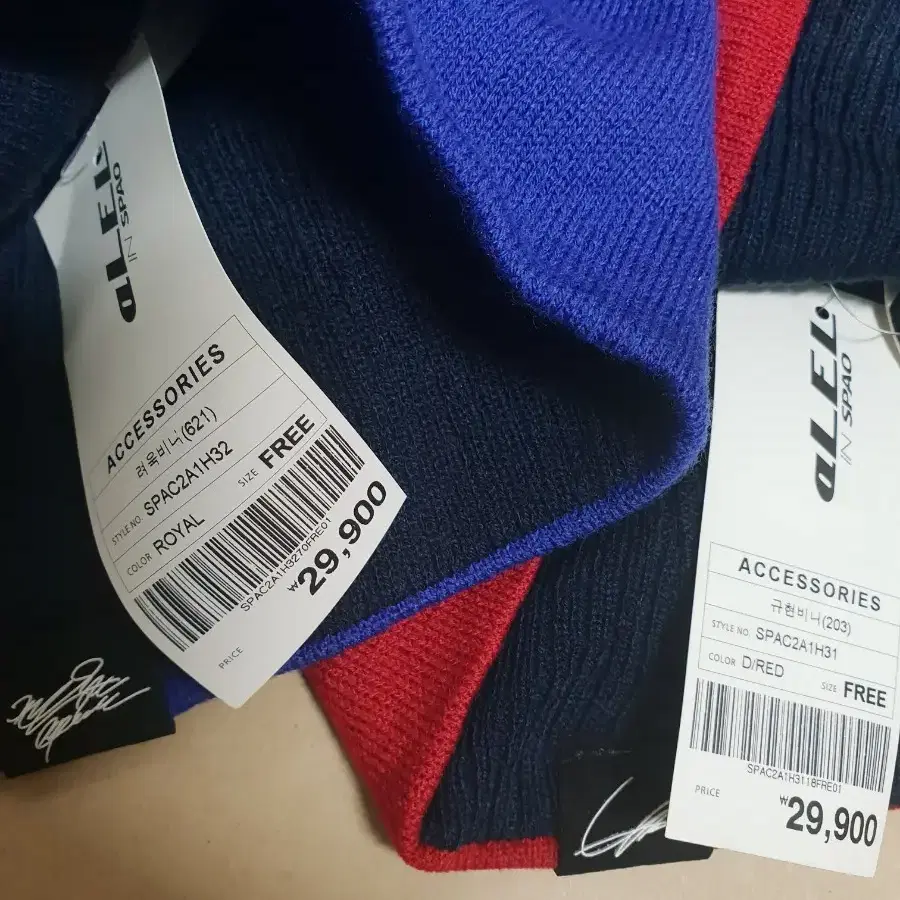 aLEL.
IN SPAO
ACCESSORIES
려욱비니(621)
STYLE NO. SPAC2A1H32
COLOR ROYAL SIZE FREE
SPAC2A1H3270FRE01
PRICE ₩29,900
aLEL.
IN SPAO
ACCESSORIES
규현비니(203)
STYLE NO. SPAC2A1H31
COLOR D/RED SIZE FREE
SPAC2A1H3118FRE01
PRICE ₩29,900